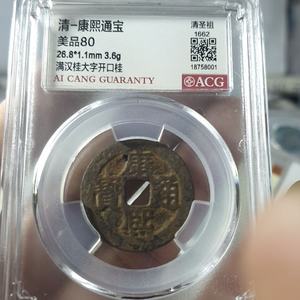 清-康熙通宝
美品80
26.8*1.1mm 3.6g
满汉桂大字开口桂
AI CANG GUARANTY
清圣祖
1662
18758001
ACG
康熙通寳